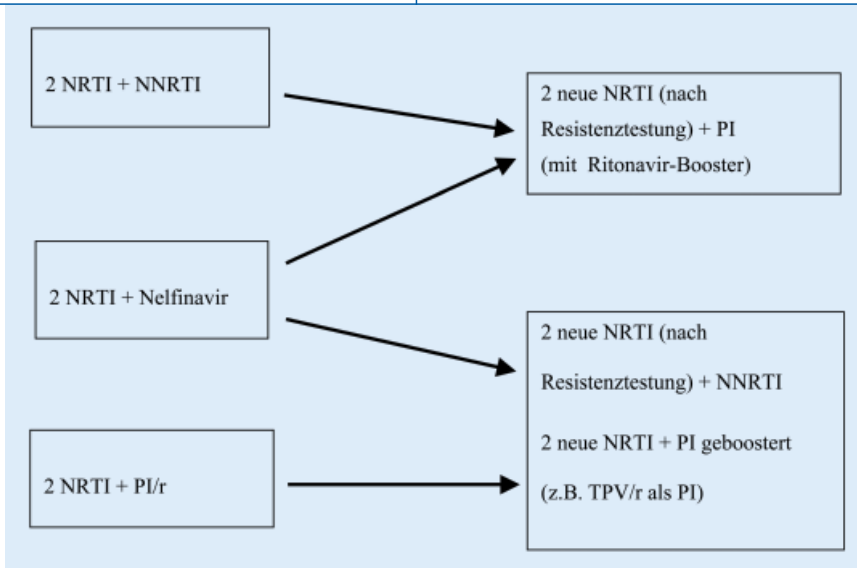 2 NRTI + NNRTI
2 neue NRTI (nach
Resistenztestung) + PI
(mit Ritonavir-Booster)
2 NRTI + Nelfinavir
2 neue NRTI (nach
Resistenztestung) + NNRTI
2 neue NRTI + PI geboostert
(z.B. TPV/r als PI)
2 NRTI + PI/r